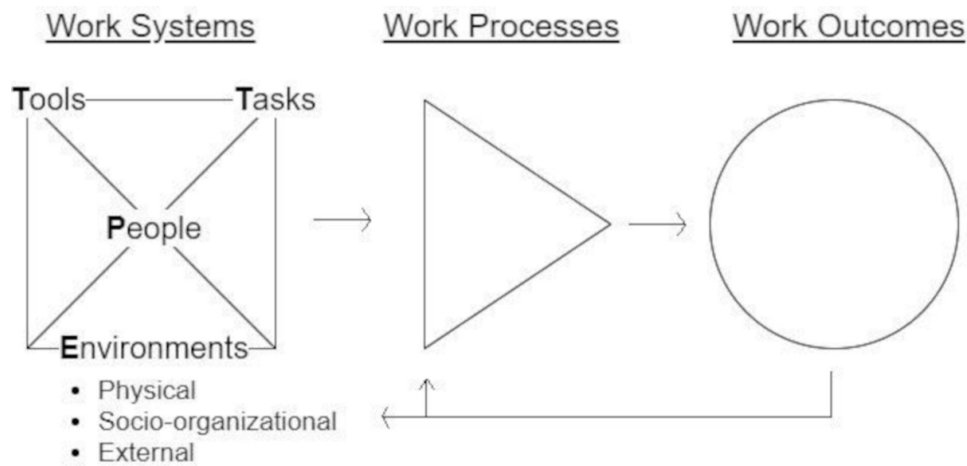 Work Systems
Work Processes
Work Outcomes
Tools
Tasks
People
Environments
• Physical
• Socio-organizational
• External